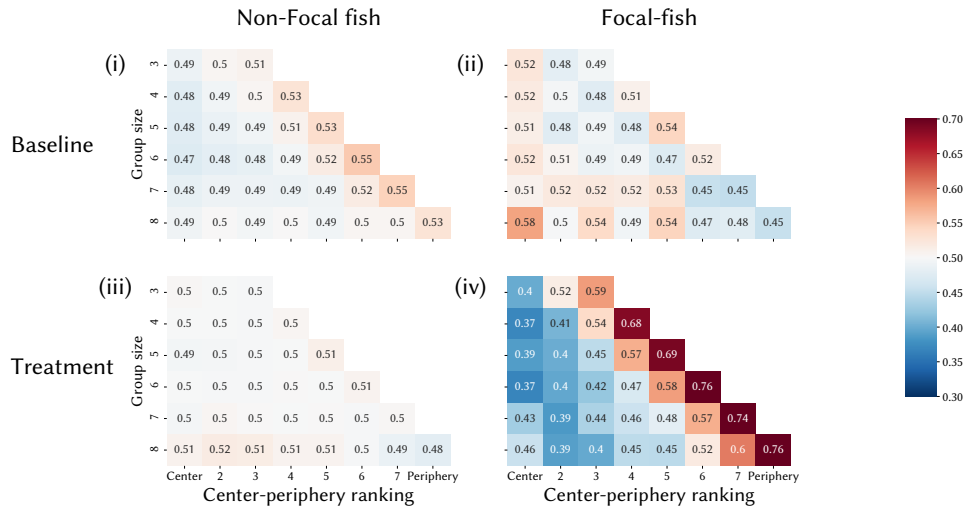 Non-Focal fish
Focal-fish
(i)
0.49 0.5 0.51
0.48 0.49 0.5 0.53
0.48 0.49 0.49 0.51 0.53
0.47 0.48 0.48 0.49 0.52 0.55
0.48 0.49 0.49 0.49 0.49 0.52 0.55
0.49 0.5 0.5 0.5 0.49 0.5 0.5 0.53
3
4
5
6
7
8
Group size
Baseline
(ii)
0.52 0.48 0.49
0.52 0.5 0.48 0.51
0.51 0.48 0.49 0.48 0.54
0.52 0.51 0.49 0.49 0.47 0.52
0.51 0.52 0.52 0.52 0.53 0.45 0.45
0.58 0.5 0.54 0.49 0.54 0.47 0.48 0.45
(iii)
0.5 0.5 0.5
0.5 0.5 0.5 0.5
0.49 0.5 0.5 0.5 0.51
0.5 0.5 0.5 0.5 0.5 0.51
0.5 0.5 0.5 0.5 0.5 0.5 0.5
0.51 0.52 0.51 0.51 0.51 0.5 0.49 0.48
3
4
5
6
7
8
Group size
Treatment
Center 2 3 4 5 6 7 Periphery
Center-periphery ranking
(iv)
0.4 0.52 0.59
0.37 0.41 0.54 0.68
0.39 0.4 0.45 0.57 0.69
0.37 0.4 0.42 0.47 0.58 0.76
0.43 0.39 0.44 0.46 0.48 0.57 0.74
0.46 0.39 0.4 0.45 0.45 0.52 0.6 0.76
Center 2 3 4 5 6 7 Periphery
Center-periphery ranking
0.70
0.65
0.60
0.55
0.50
0.45
0.40
0.35
0.30